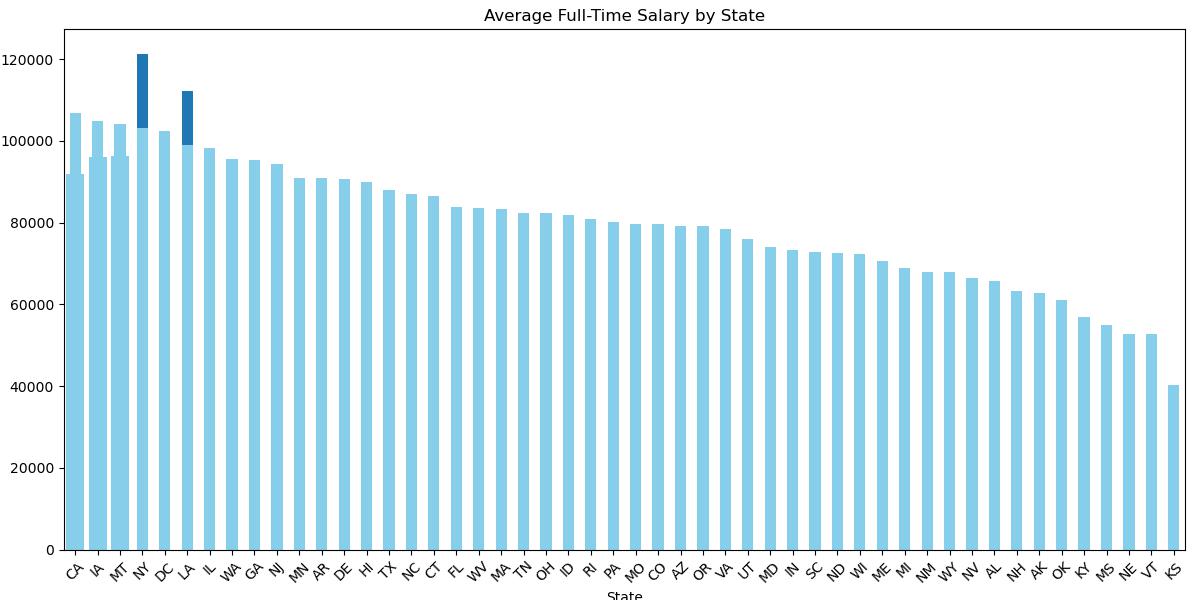 Average Full-Time Salary by State
120000
100000
80000
60000
40000
20000
0
CA IA MT NY DC LA IL WA GA NJ MN AR DE HI TX NC CT FL WV MA TN OH ID RI PA MO CO AZ OR VA UT MD IN SC ND WI ME MI NM WY NV AL NH AK OK KY MS NE VT KS
State